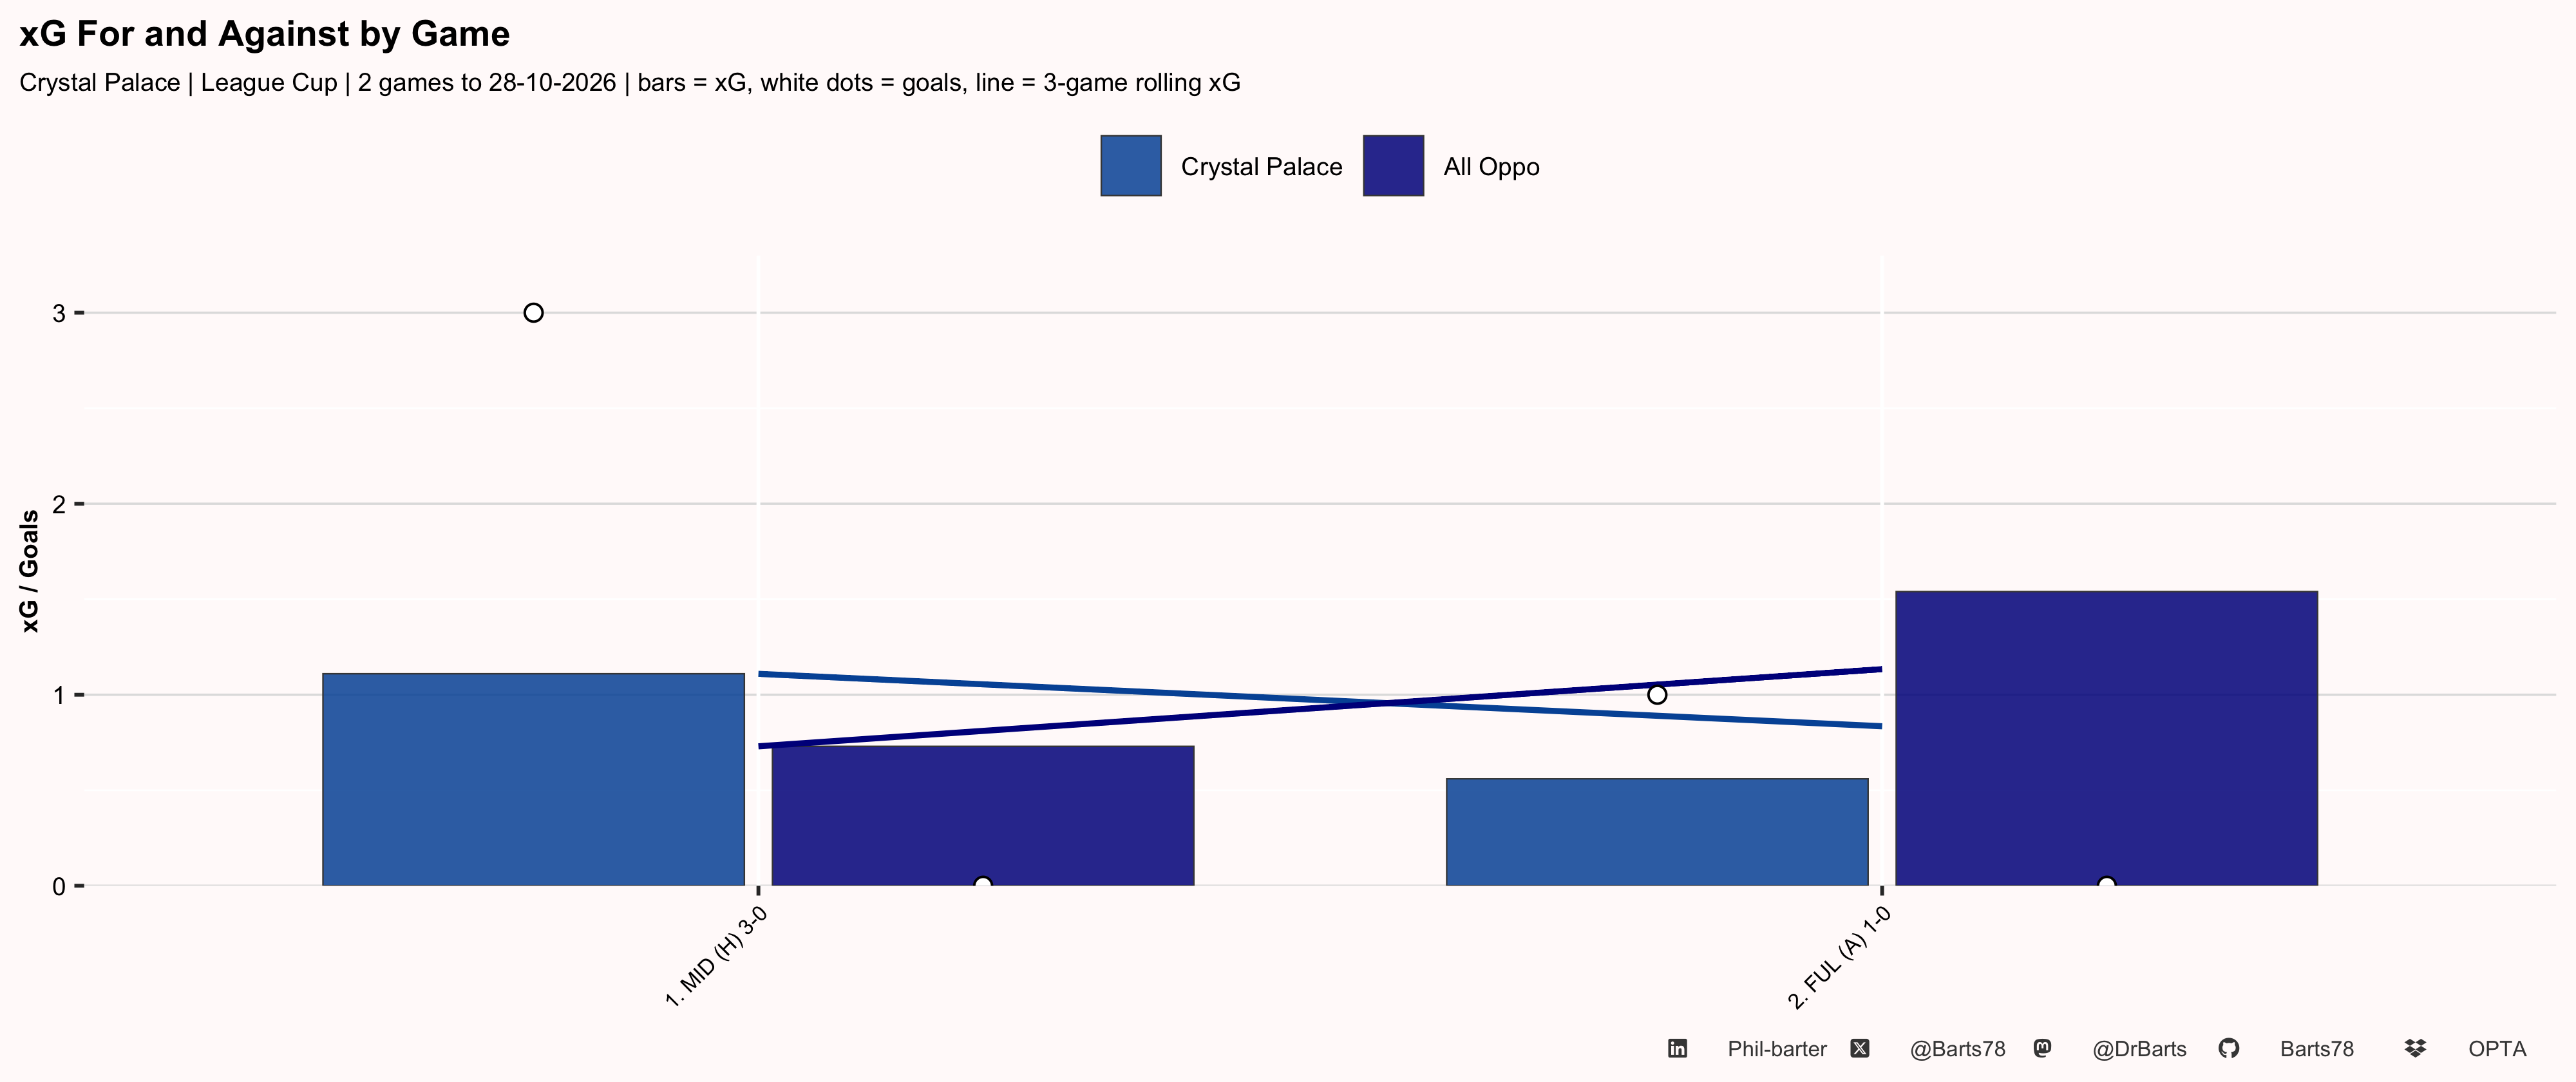 xG For and Against by Game
Crystal Palace | League Cup | 2 games to 28-10-2026 | bars = xG, white dots = goals, line = 3-game rolling xG
Crystal Palace
All Oppo
xG / Goals
3
2
1
0
1. MID (H) 3-0
2. FUL (A) 1-0
Phil-barter @Barts78 @DrBarts Barts78 OPTA